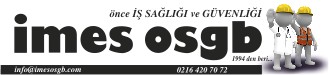 önce İŞ SAĞLIĞI ve GÜVENLİĞİ
imes osgb
1994 den beri...
info@imesosgb.com 0216 420 70 72